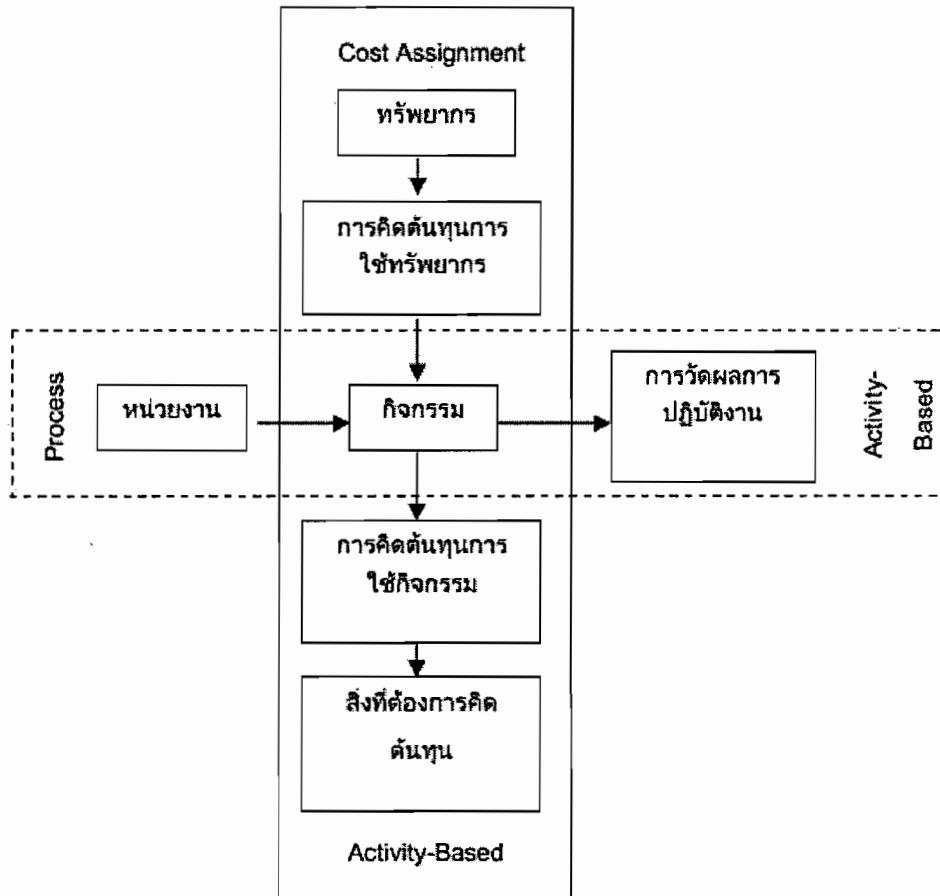 Cost Assignment
ทรัพยากร
การคิดต้นทุนการ
ใช้ทรัพยากร
Process
หน่วยงาน
กิจกรรม
การวัดผลการ
ปฏิบัติงาน
Activity-
Based
การคิดต้นทุนการ
ใช้กิจกรรม
สิ่งที่ต้องการคิด
ต้นทุน
Activity-Based